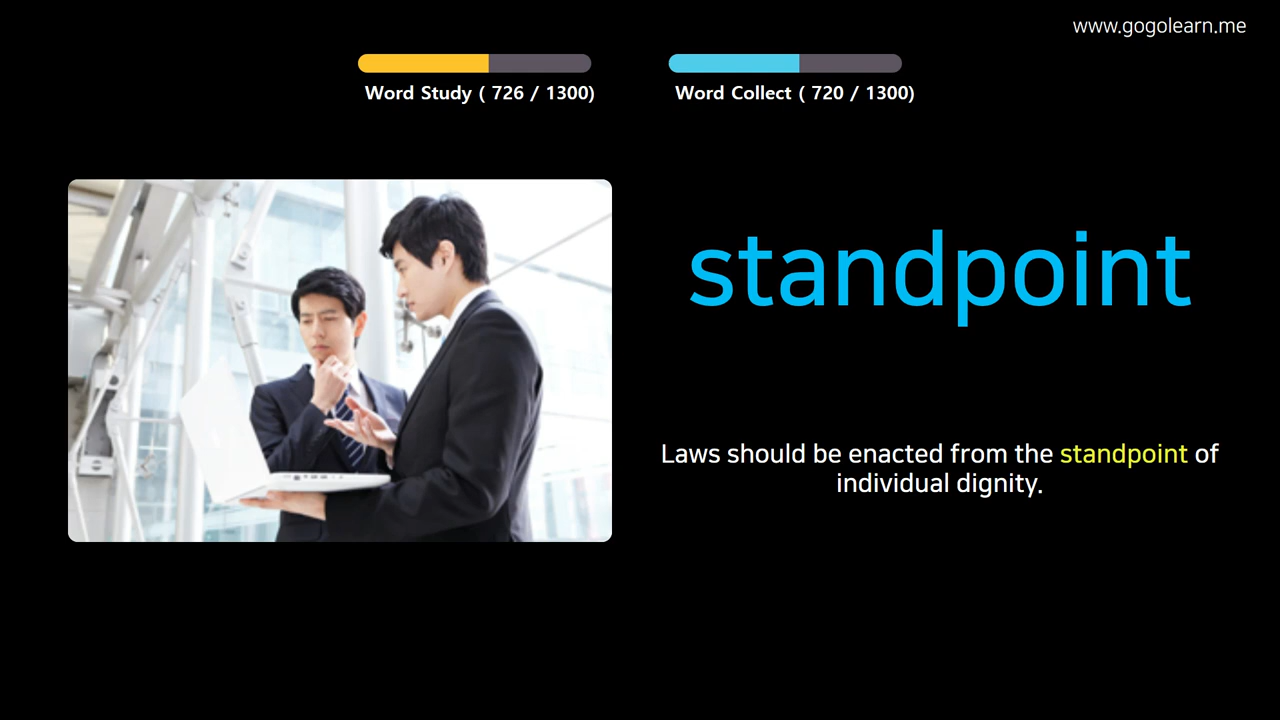 www.gogolearn.me
Word Study ( 726 / 1300)
Word Collect ( 720 / 1300)
standpoint
Laws should be enacted from the standpoint of
individual dignity.